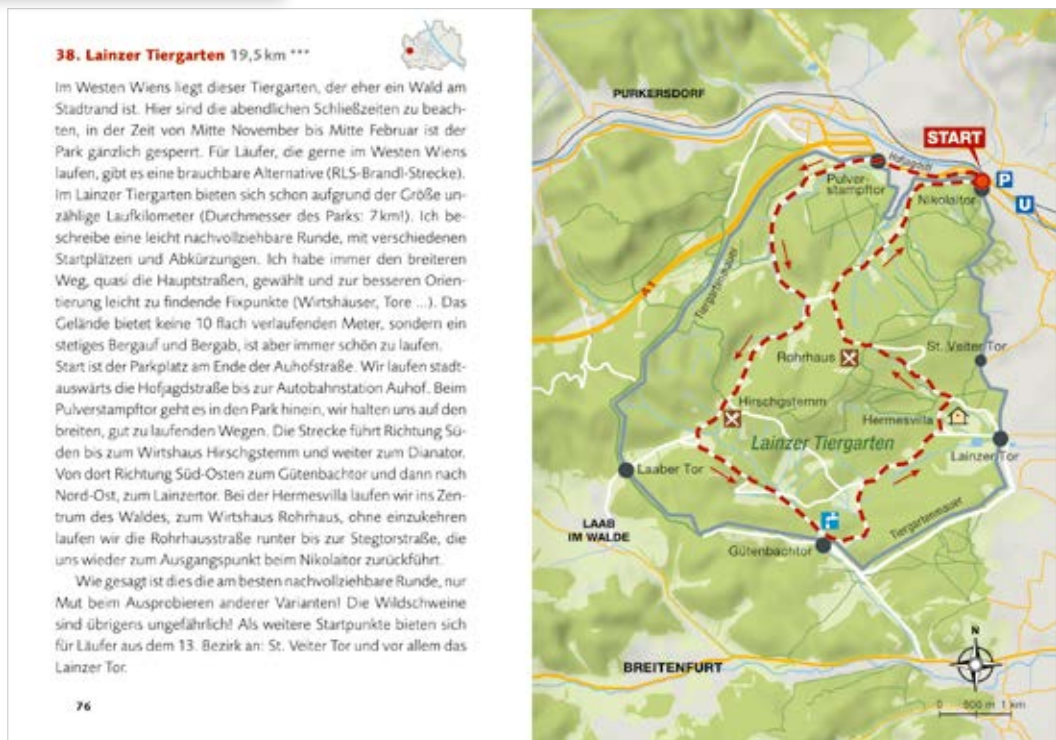 38. Lainzer Tiergarten 19,5 km ***
Im Westen Wiens liegt dieser Tiergarten, der eher ein Wald am
Stadtrand ist. Hier sind die abendlichen Schließzeiten zu beach-
ten, in der Zeit von Mitte November bis Mitte Februar ist der
Park gänzlich gesperrt. Für Läufer, die gerne im Westen Wiens
laufen, gibt es eine brauchbare Alternative (RLS-Brandl-Strecke).
Im Lainzer Tiergarten bieten sich schon aufgrund der Größe un-
zählige Laufkilometer (Durchmesser des Parks: 7 km!). Ich be-
schreibe eine leicht nachvollziehbare Runde, mit verschiedenen
Startplätzen und Abkürzungen. Ich habe immer den breiteren
Weg, quasi die Hauptstraßen, gewählt und zur besseren Orien-
tierung leicht zu findende Fixpunkte (Wirtshäuser, Tore ...). Das
Gelände bietet keine 10 flach verlaufenden Meter, sondern ein
stetiges Bergauf und Bergab, ist aber immer schön zu laufen.
Start ist der Parkplatz am Ende der Auhofstraße. Wir laufen stadt-
auswärts die Hofjagdstraße bis zur Autobahnstation Auhof. Beim
Pulverstampftor geht es in den Park hinein, wir halten uns auf den
breiten, gut zu laufenden Wegen. Die Strecke führt Richtung Sü-
den bis zum Wirtshaus Hirschgstemm und weiter zum Dianator.
Von dort Richtung Süd-Osten zum Gütenbachtor und dann nach
Nord-Ost, zum Lainzertor. Bei der Hermesvilla laufen wir ins Zen-
trum des Waldes, zum Wirtshaus Rohrhaus, ohne einzukehren
laufen wir die Rohrhausstraße runter bis zur Stegtorstraße, die
uns wieder zum Ausgangspunkt beim Nikolaitor zurückführt.
Wie gesagt ist dies die am besten nachvollziehbare Runde, nur
Mut beim Ausprobieren anderer Varianten! Die Wildschweine
sind übrigens ungefährlich! Als weitere Startpunkte bieten sich
für Läufer aus dem 13. Bezirk an: St. Veiter Tor und vor allem das
Lainzer Tor.
76
PURKERSDORF
START
Hofjagdstr.
Pulver-
stampftor
P
Nikolaitor
U
Tiergartenmauer
A1
Rohrhaus
St. Veiter Tor
Hirschgstemm
Hermesvilla
Lainzer Tiergarten
Lainzer Tor
Laaber Tor
Tiergartenmauer
LAAB
IM WALDE
Gütenbachtor
N
BREITENFURT
0 500 m 1 km